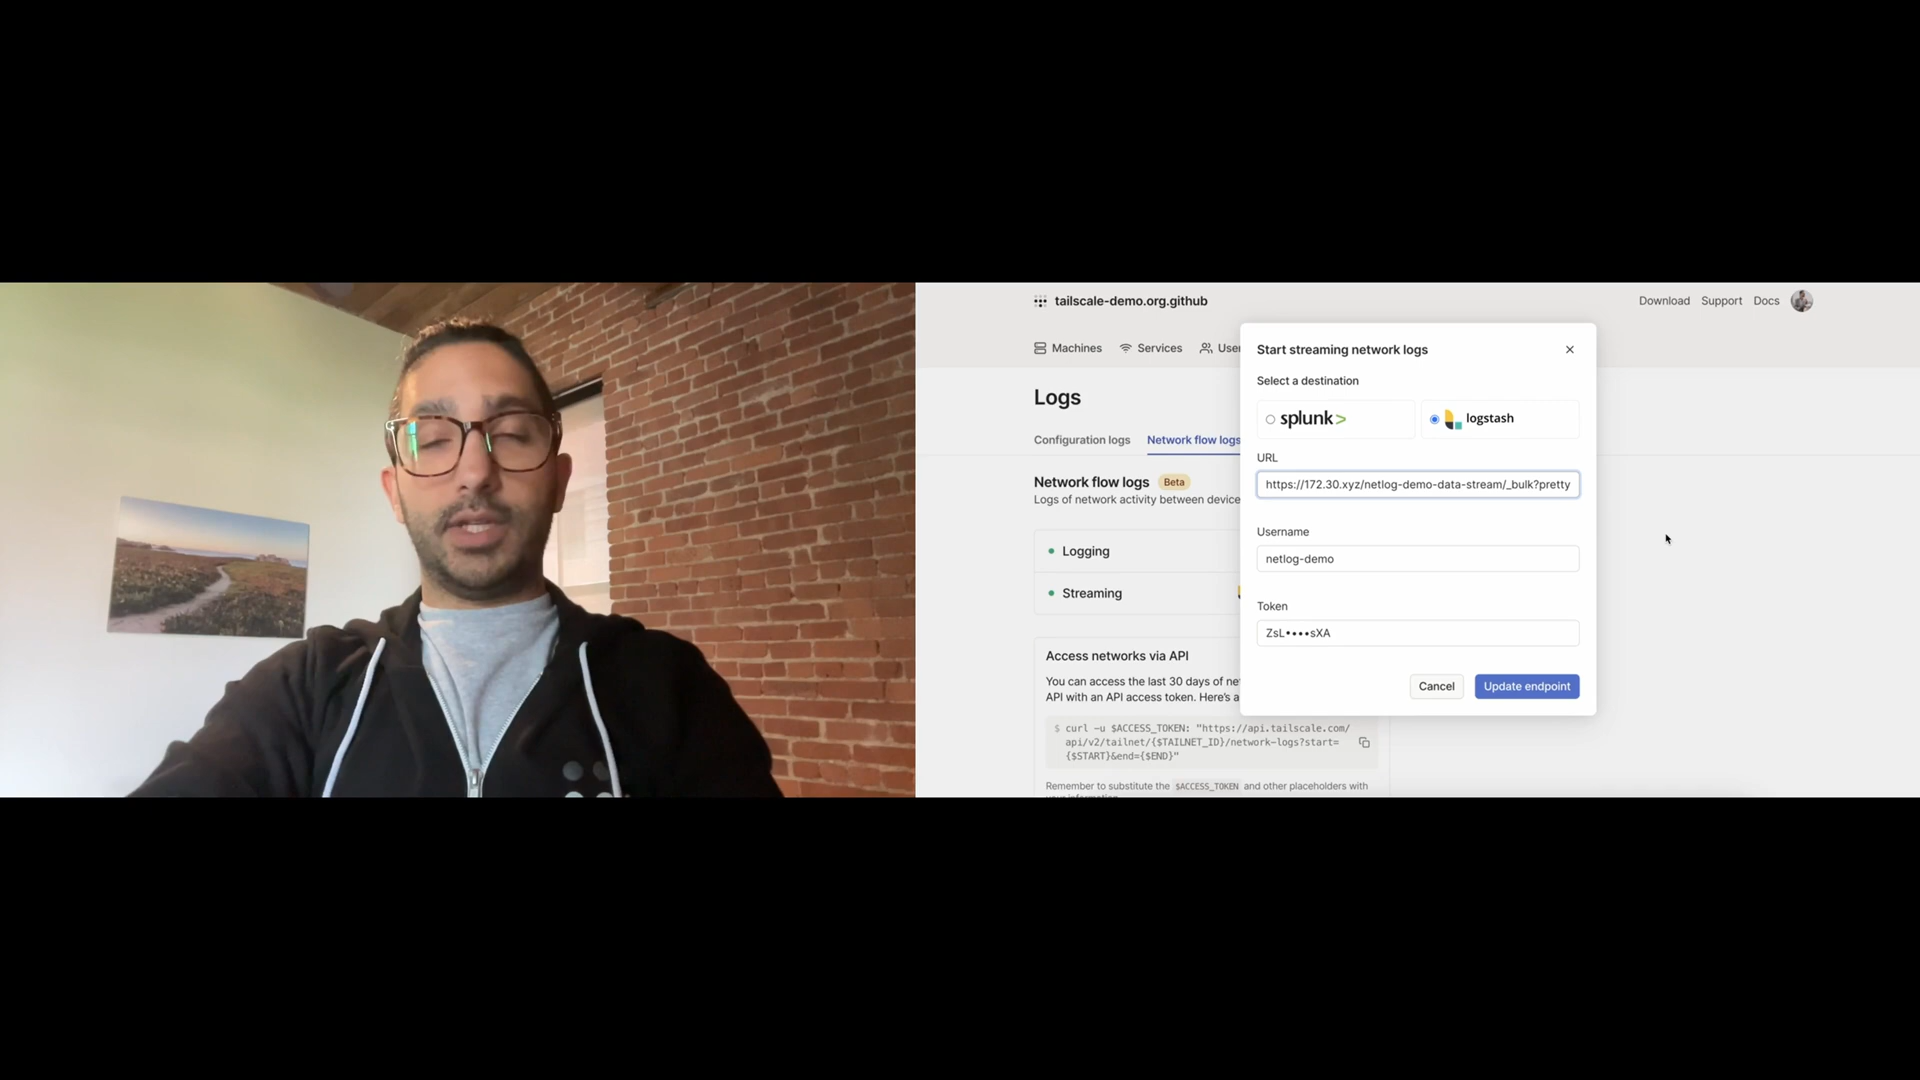 tailscale-demo.org.github
Download Support Docs
Machines Services
Logs
Configuration logs Network flow logs
Network flow logs Beta
Logs of network activity between
Logging
Streaming
Access networks via API
You can access the last 30 days of
API with an API access token. Here's a
$ curl -u $ACCESS_TOKEN: "https://api.tailscale.com/
api/v2/tailnet/{$TAILNET_ID}/network-logs?start=
{$START}&end={$END}"
Remember to substitute the $ACCESS_TOKEN and other placeholders with
Start streaming network logs
Select a destination
splunk>
logstash
URL
https://172.30.xyz/netlog-demo-data-stream/_bulk?pretty
Username
netlog-demo
Token
ZsL••••sXA
Cancel Update endpoint